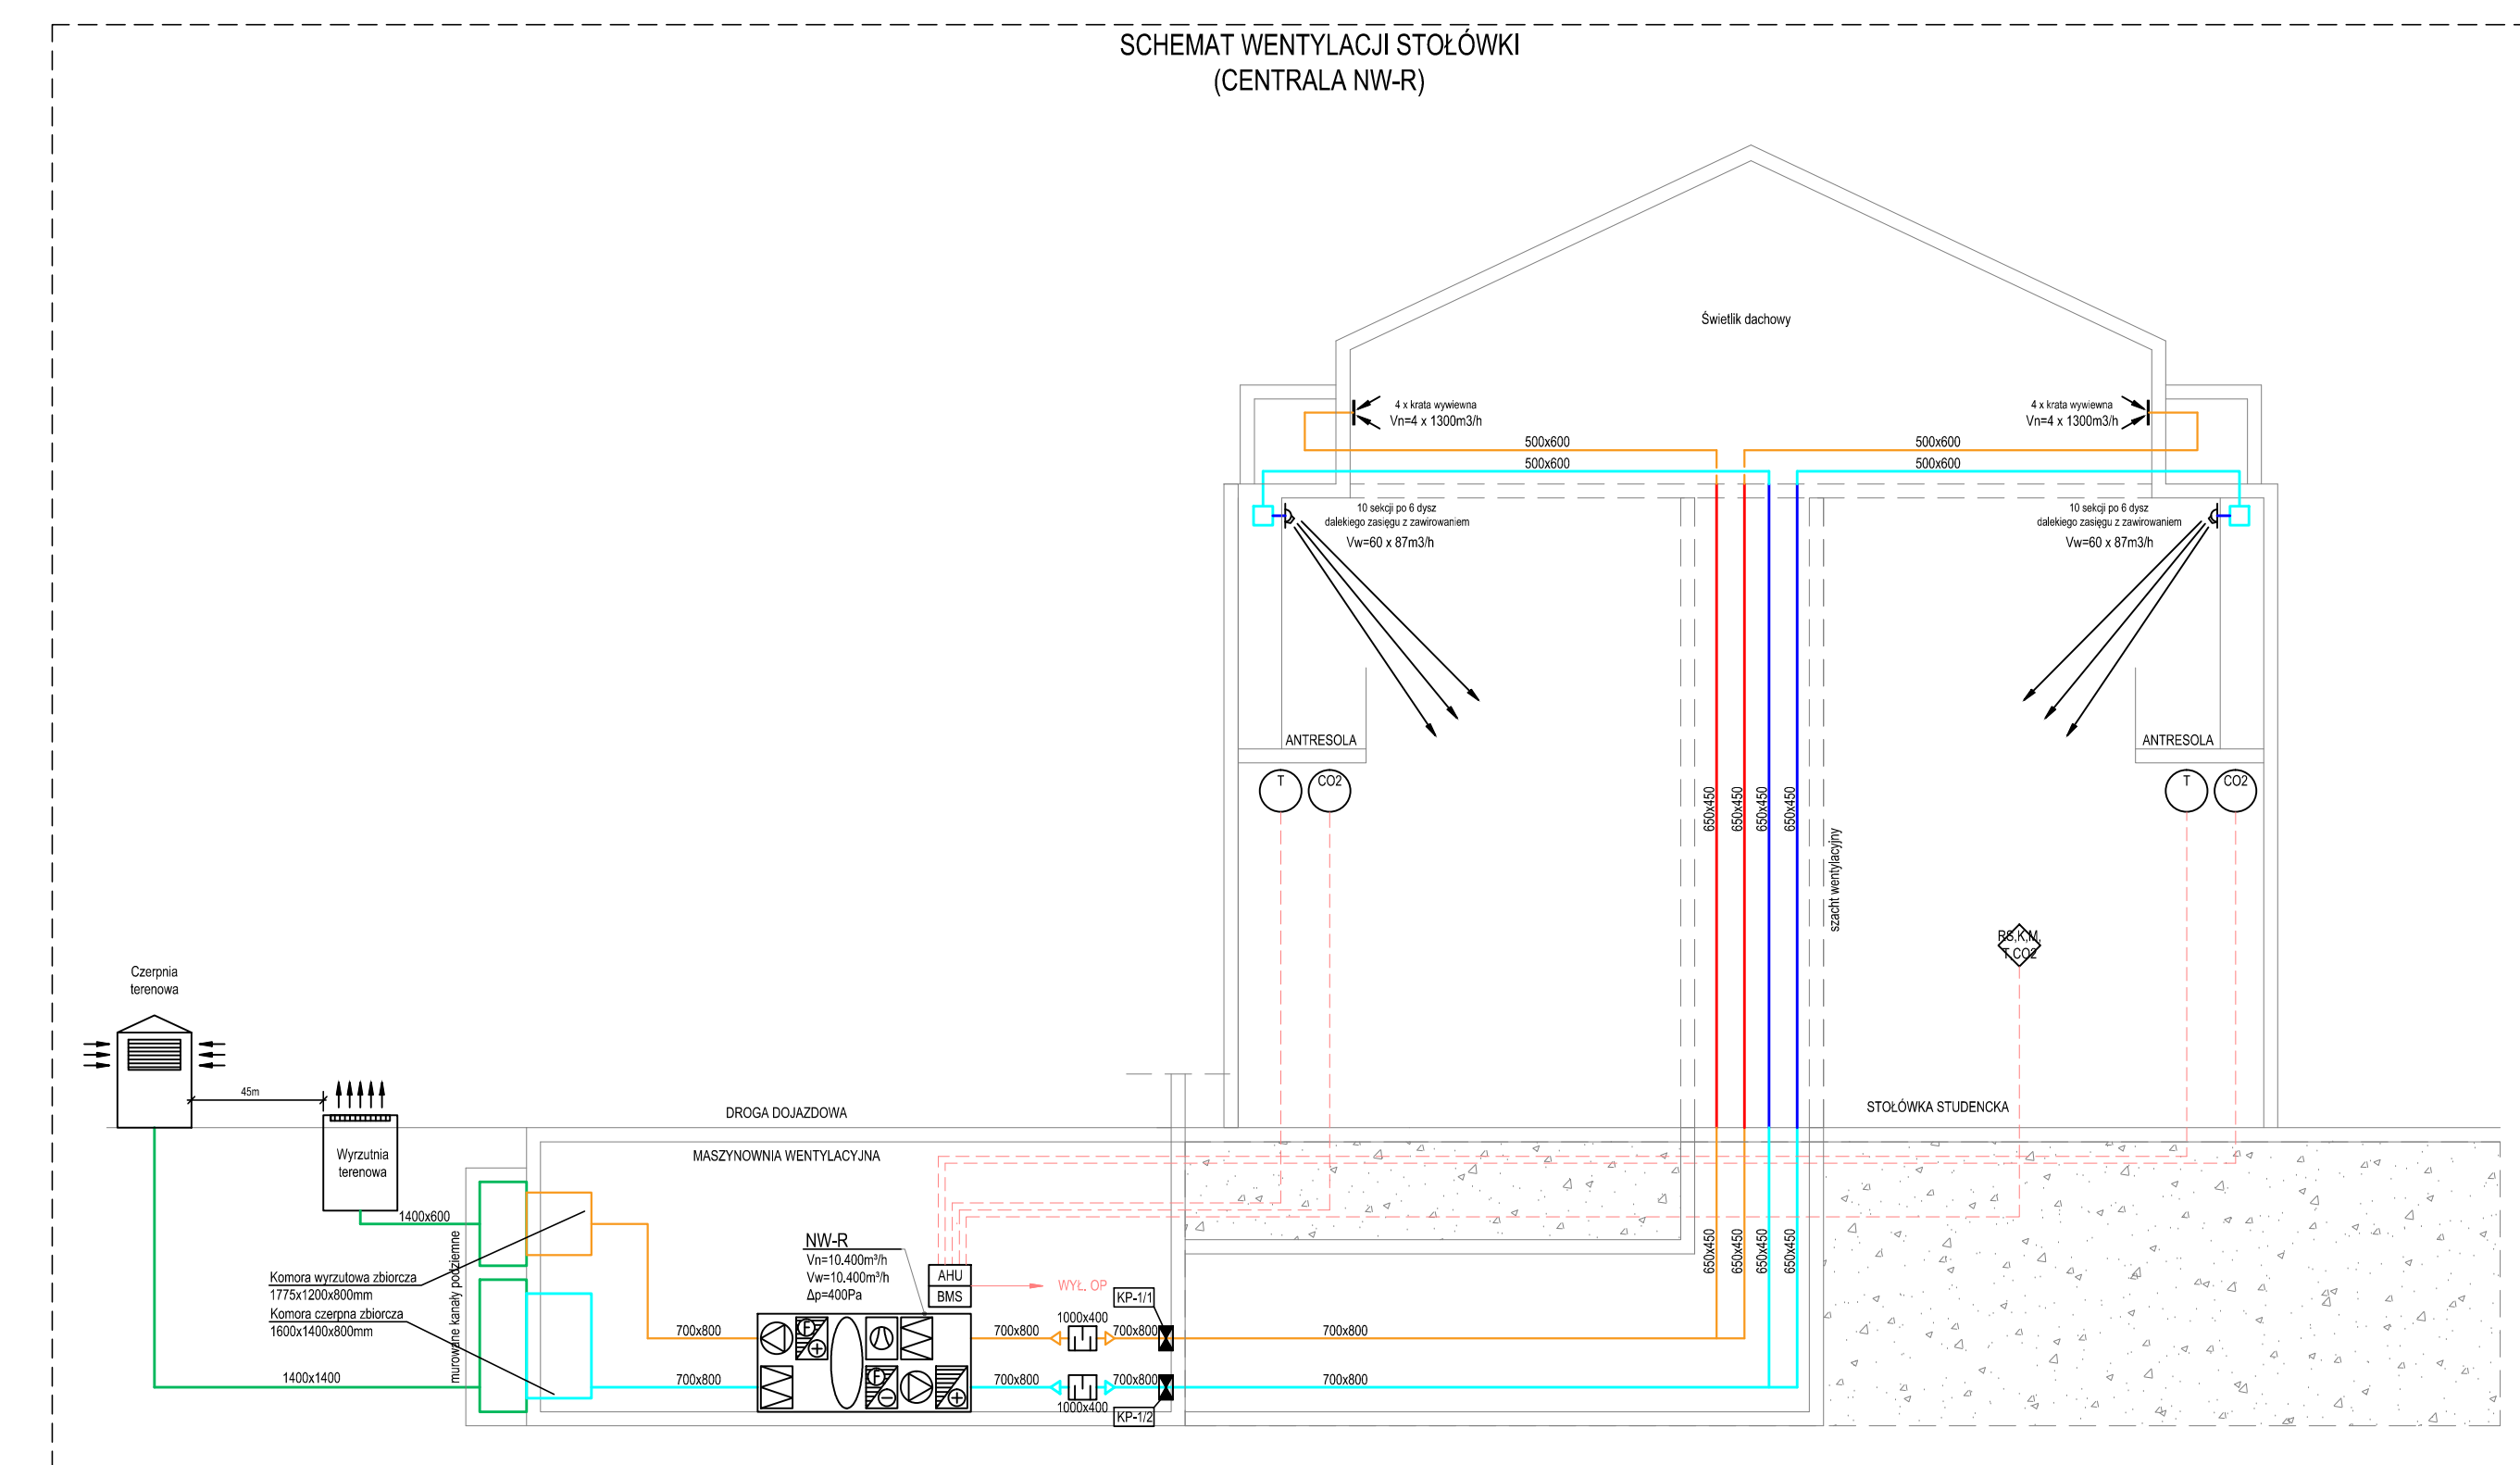 SCHEMAT WENTYLACJI STOŁÓWKI
(CENTRALA NW-R)
Świetlik dachowy
4 x krata wywiewna
Vn=4 x 1300m3/h
4 x krata wywiewna
Vn=4 x 1300m3/h
500x600
500x600
500x600
500x600
10 sekcji po 6 dysz
dalekiego zasięgu z zawirowaniem
Vw=60 x 87m3/h
10 sekcji po 6 dysz
dalekiego zasięgu z zawirowaniem
Vw=60 x 87m3/h
ANTRESOLA
ANTRESOLA
T
CO2
T
CO2
650x450
650x450
650x450
650x450
szacht wentylacyjny
RS,K,M,
T,CO2
Czerpnia
terenowa
45m
DROGA DOJAZDOWA
STOŁÓWKA STUDENCKA
Wyrzutnia
terenowa
MASZYNOWNIA WENTYLACYJNA
1400x600
murowane kanały podziemne
NW-R
Vn=10.400m³/h
Vw=10.400m³/h
Δp=400Pa
AHU
BMS
WYŁ. OP
650x450
650x450
650x450
650x450
Komora wyrzutowa zbiorcza
1775x1200x800mm
Komora czerpna zbiorcza
1600x1400x800mm
KP-1/1
1000x400
700x800
F
700x800
700x800
700x800
1400x1400
700x800
F
700x800
700x800
700x800
1000x400
KP-1/2